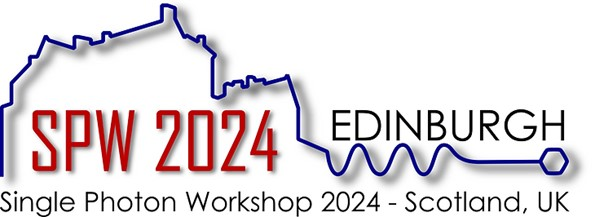 SPW 2024
EDINBURGH
Single Photon Workshop 2024 - Scotland, UK